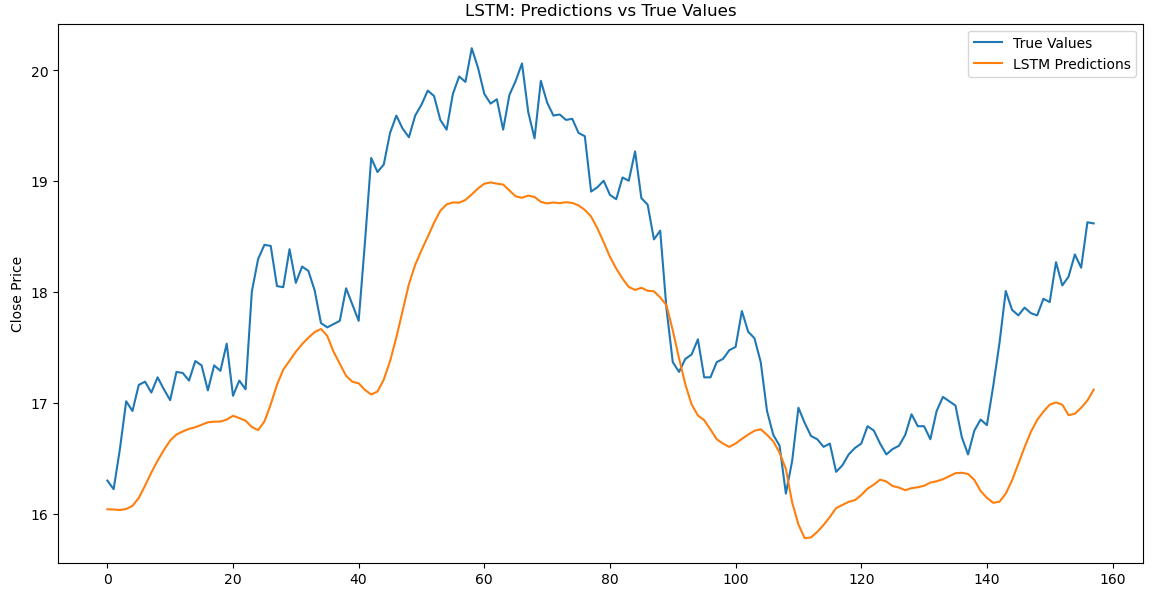 LSTM: Predictions vs True Values
True Values
LSTM Predictions
Close Price
20
19
18
17
16
0 20 40 60 80 100 120 140 160